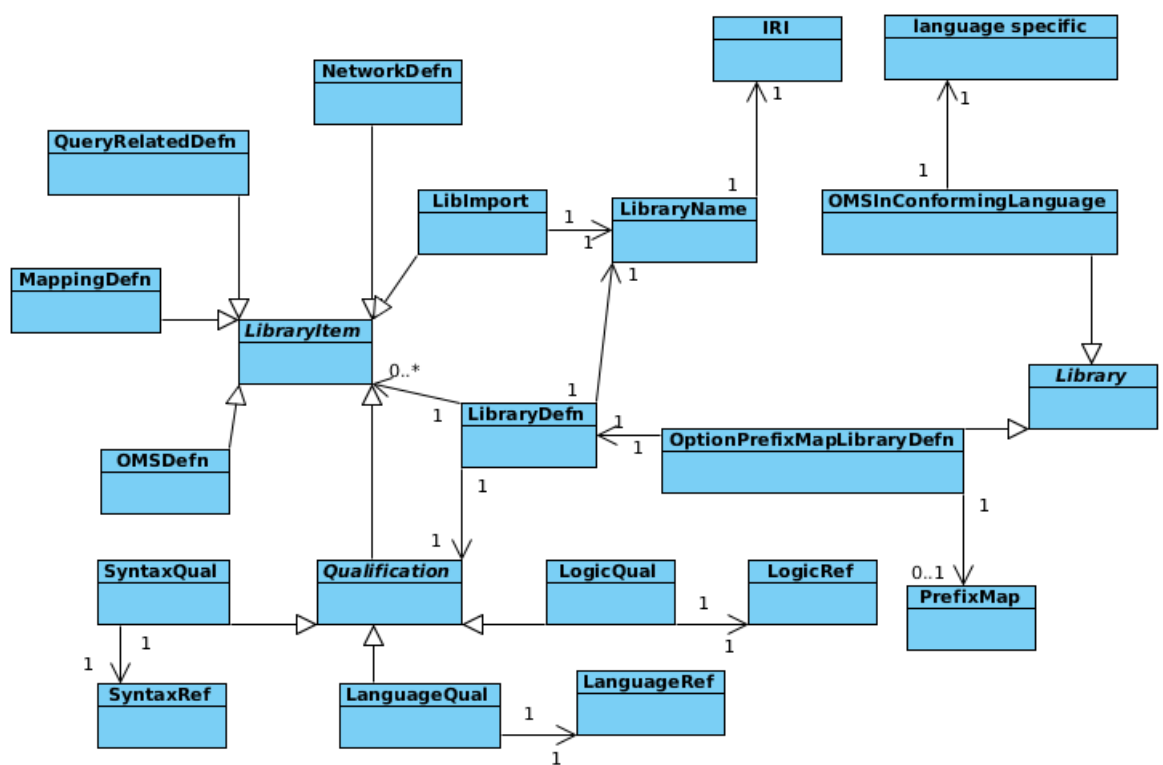 IRI
language specific
1
1
NetworkDefn
QueryRelatedDefn
1
1
LibImport
LibraryName
OMSInConformingLanguage
1
1
MappingDefn
1
LibraryItem
0..*
Library
1
1
LibraryDefn
1
1
OptionPrefixMapLibraryDefn
OMSDefn
1
1
1
SyntaxQual
Qualification
LogicQual
LogicRef
0..1
PrefixMap
1
1
1
1
SyntaxRef
LanguageQual
LanguageRef
1
1